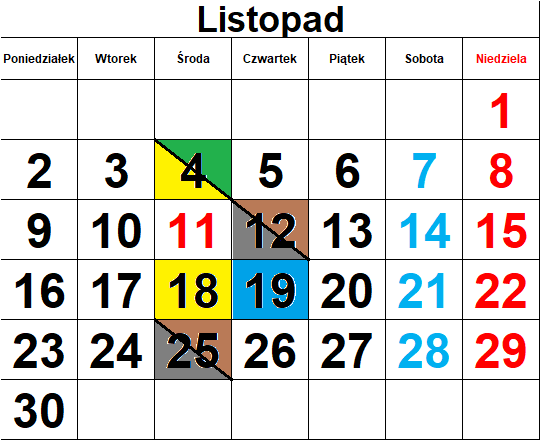 Listopad
Poniedziałek Wtorek Środa Czwartek Piątek Sobota Niedziela
1
2 3 4 5 6 7 8
9 10 11 12 13 14 15
16 17 18 19 20 21 22
23 24 25 26 27 28 29
30